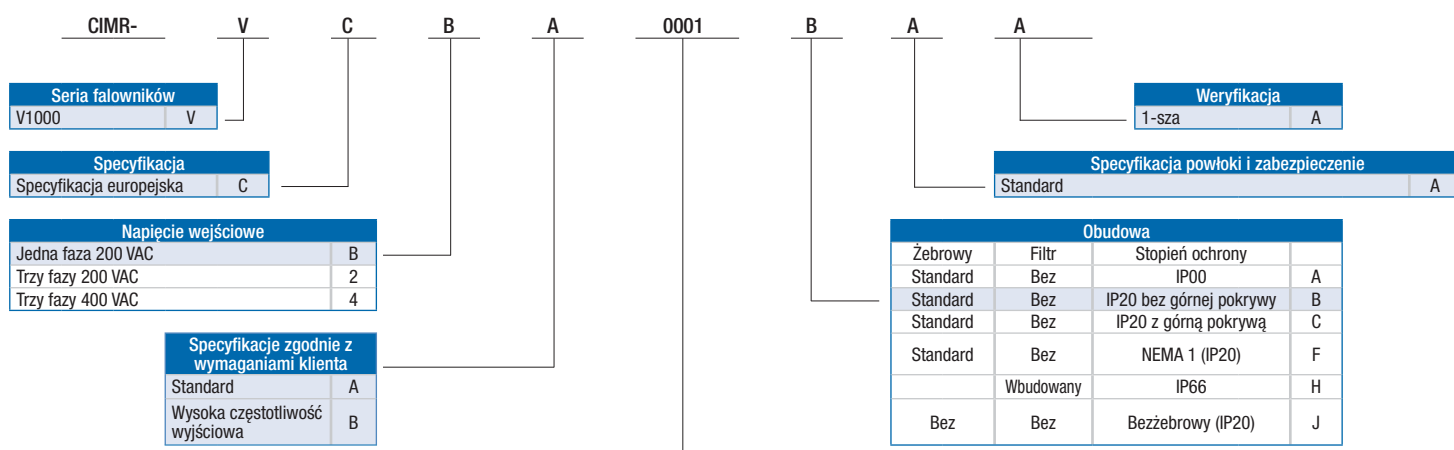 CIMR- V C B A 0001 B A A
Seria falowników
V1000 V
Specyfikacja
Specyfikacja europejska C
Napięcie wejściowe
Jedna faza 200 VAC B
Trzy fazy 200 VAC 2
Trzy fazy 400 VAC 4
Specyfikacje zgodnie z
wymaganiami klienta
Standard A
Wysoka częstotliwość
wyjściowa B
Weryfikacja
1-sza A
Specyfikacja powłoki i zabezpieczenie
Standard A
Obudowa
Żebrowy Filtr Stopień ochrony
Standard Bez IP00 A
Standard Bez IP20 bez górnej pokrywy B
Standard Bez IP20 z górną pokrywą C
Standard Bez NEMA 1 (IP20) F
Wbudowany IP66 H
Bez Bez Bezżebrowy (IP20) J